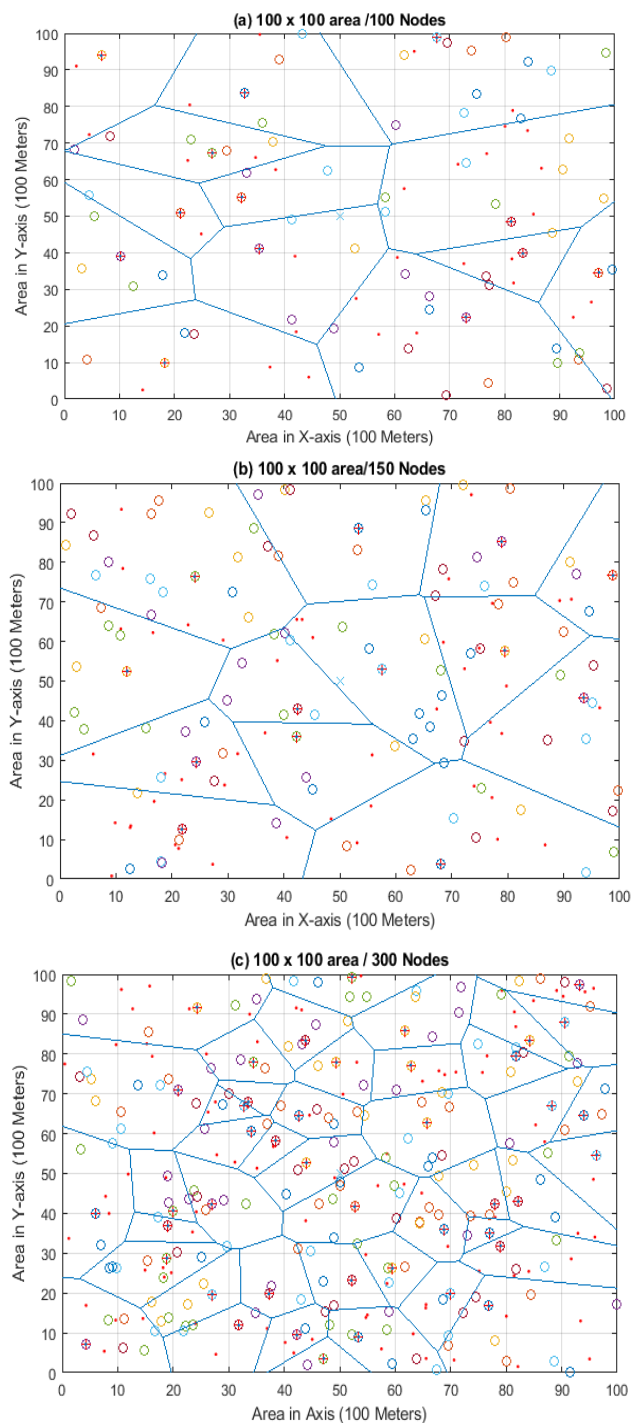 (a) 100 x 100 area /100 Nodes
100
90
80
70
60
50
40
30
20
10
0
Area in Y-axis (100 Meters)
0 10 20 30 40 50 60 70 80 90 100
Area in X-axis (100 Meters)
(b) 100 x 100 area/150 Nodes
100
90
80
70
60
50
40
30
20
10
0
Area in Y-axis (100 Meters)
0 10 20 30 40 50 60 70 80 90 100
Area in X-axis (100 Meters)
(c) 100 x 100 area / 300 Nodes
100
90
80
70
60
50
40
30
20
10
0
Area in Y-axis (100 Meters)
0 10 20 30 40 50 60 70 80 90 100
Area in Axis (100 Meters)